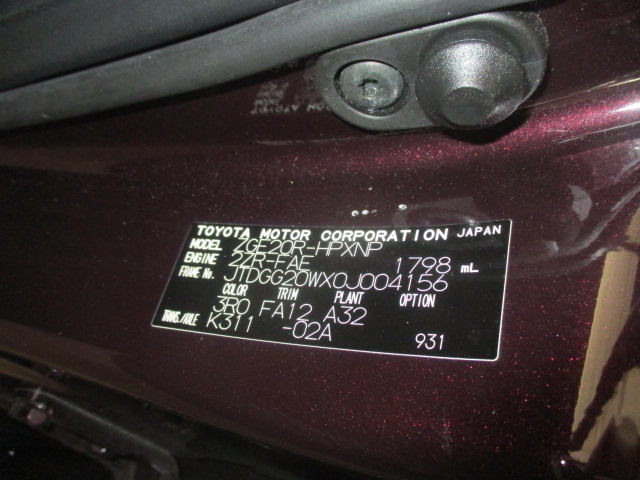 TOYOTA MOTOR CORPORATION JAPAN
MODEL ZGE20R-HPXNP
ENGINE 2ZR-FAE 1798 mL
FRAME No. JTDGG20WX0J004156
COLOR TRIM PLANT OPTION
3R0 FA12 A32
TRANS./AXLE K311 -02A 931